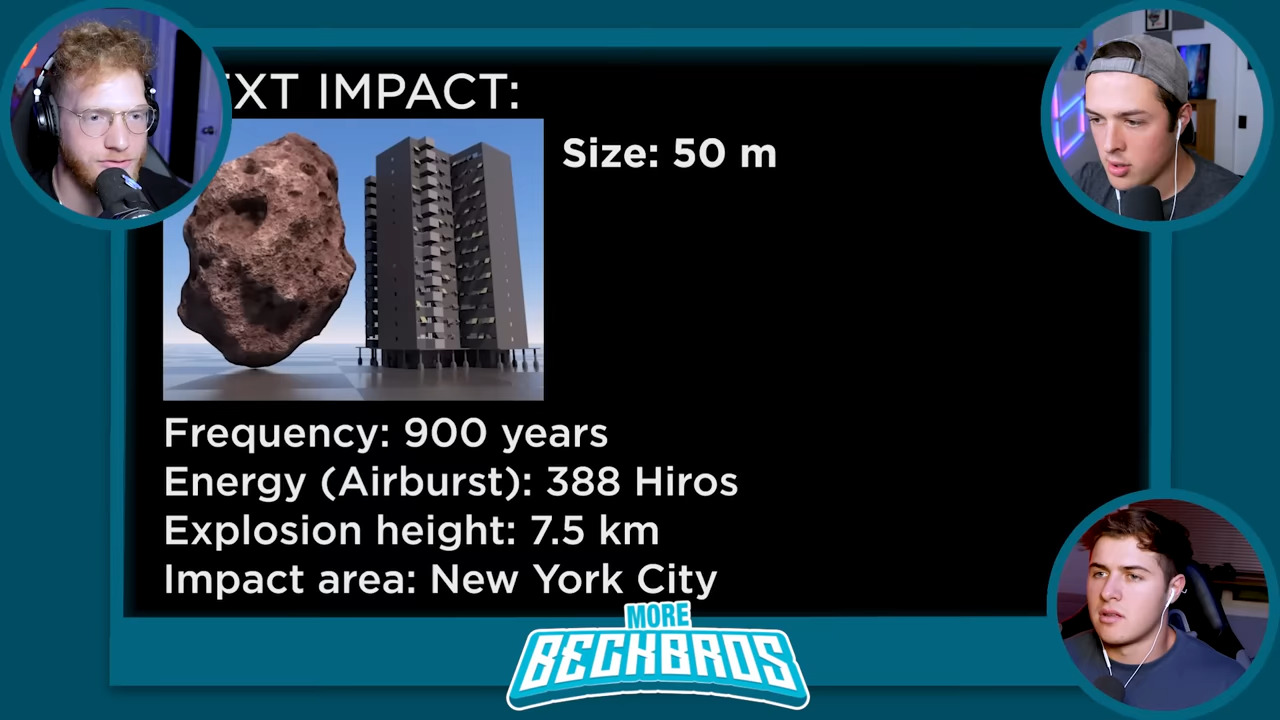 EXT IMPACT:
Size: 50 m
Frequency: 900 years
Energy (Airburst): 388 Hiros
Explosion height: 7.5 km
Impact area: New York City
MORE
BECKBROS